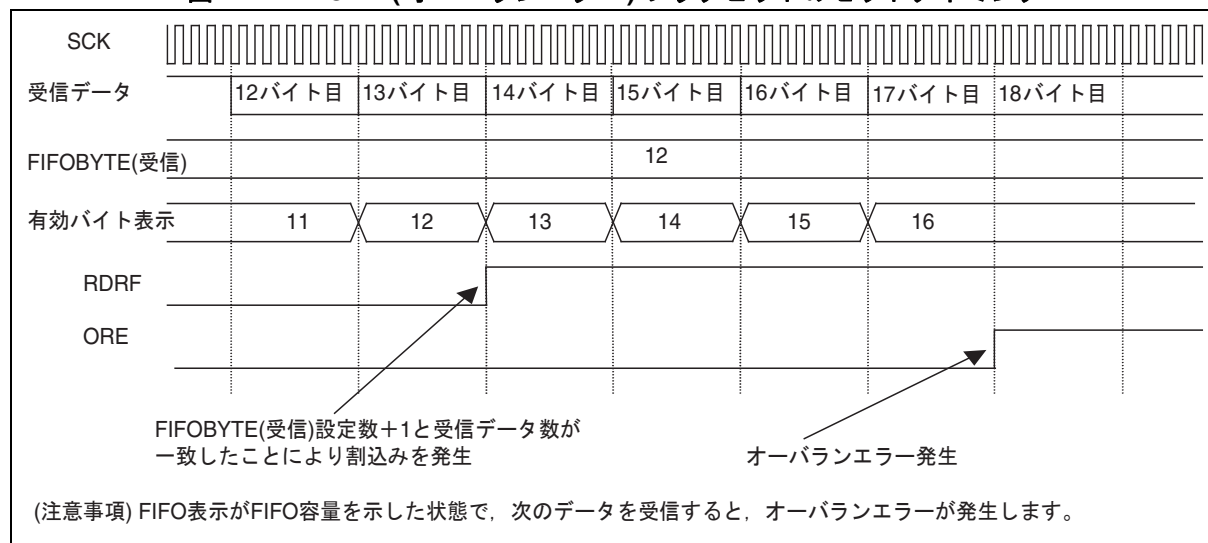 SCK
受信データ 12バイト目 13バイト目 14バイト目 15バイト目 16バイト目 17バイト目 18バイト目
FIFOBYTE(受信) 12
有効バイト表示 11 12 13 14 15 16
RDRF
ORE
FIFOBYTE(受信)設定数＋1と受信データ数が
一致したことにより割込みを発生
オーバランエラー発生
(注意事項) FIFO表示がFIFO容量を示した状態で，次のデータを受信すると，オーバランエラーが発生します。